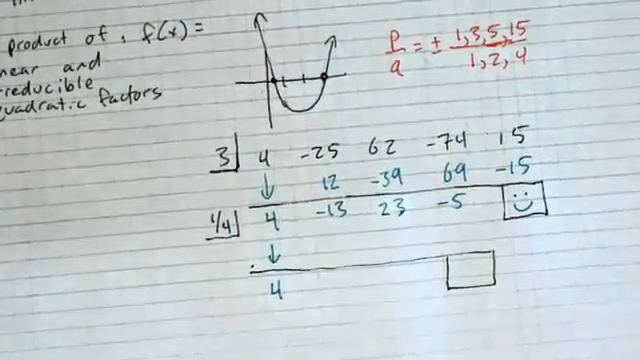 product of , f(x) =
near and
reducible
quadratic factors
P/q = ± 1,3,5,15 / 1,2,4
3 4 -25 62 -74 15
↓ 12 -39 69 -15
1/4 4 -13 23 -5
↓
4